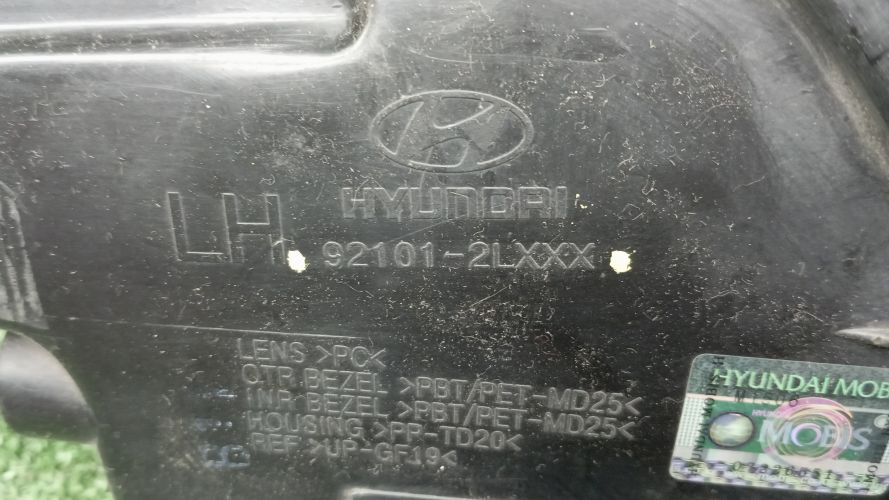 HYUNDAI
LH
92101-2LXXX
LENS >PC<
OTR BEZEL >PBT/PET-MD25<
INR BEZEL >PBT/PET-MD25<
HOUSING >PP-TD20<
REF >UP-GF19<
HYUNDAI MOBIS
HYUNDAI
MOBIS